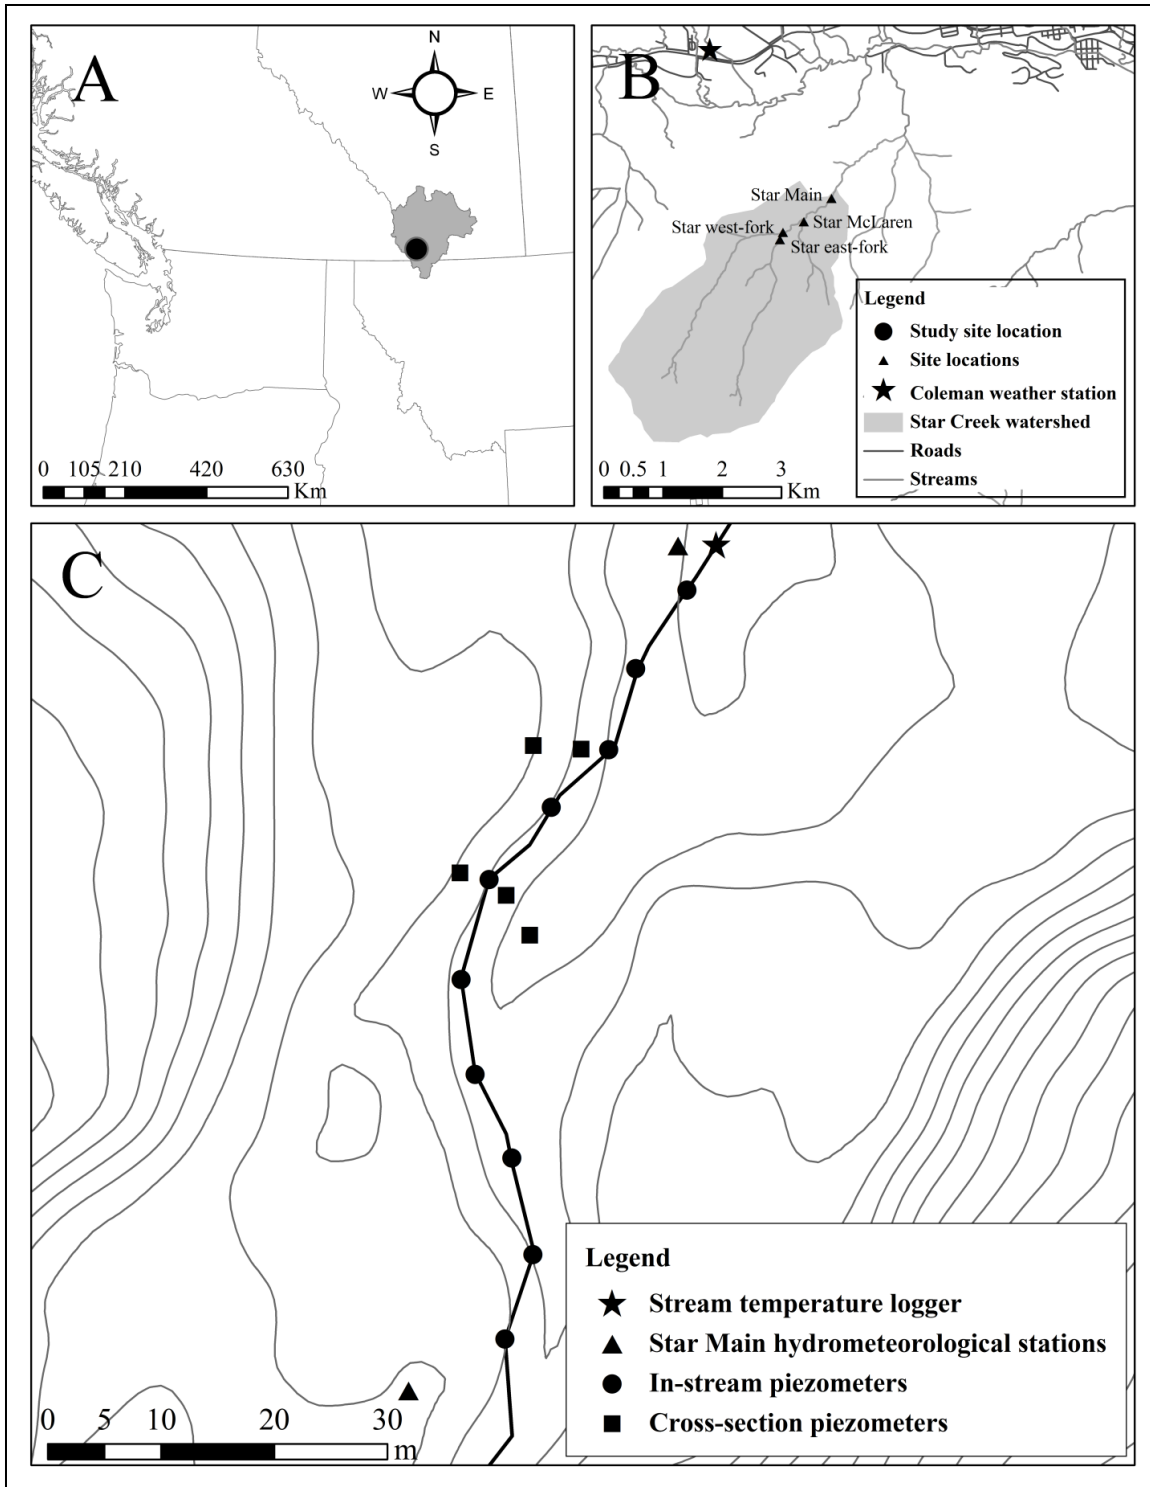 A
N
W E
S
0 105 210 420 630
Km
B
Star Main
Star McLaren
Star west-fork
Star east-fork
Legend
Study site location
Site locations
Coleman weather station
Star Creek watershed
Roads
Streams
0 0.5 1 2 3
Km
C
Legend
Stream temperature logger
Star Main hydrometeorological stations
In-stream piezometers
Cross-section piezometers
0 5 10 20 30
m